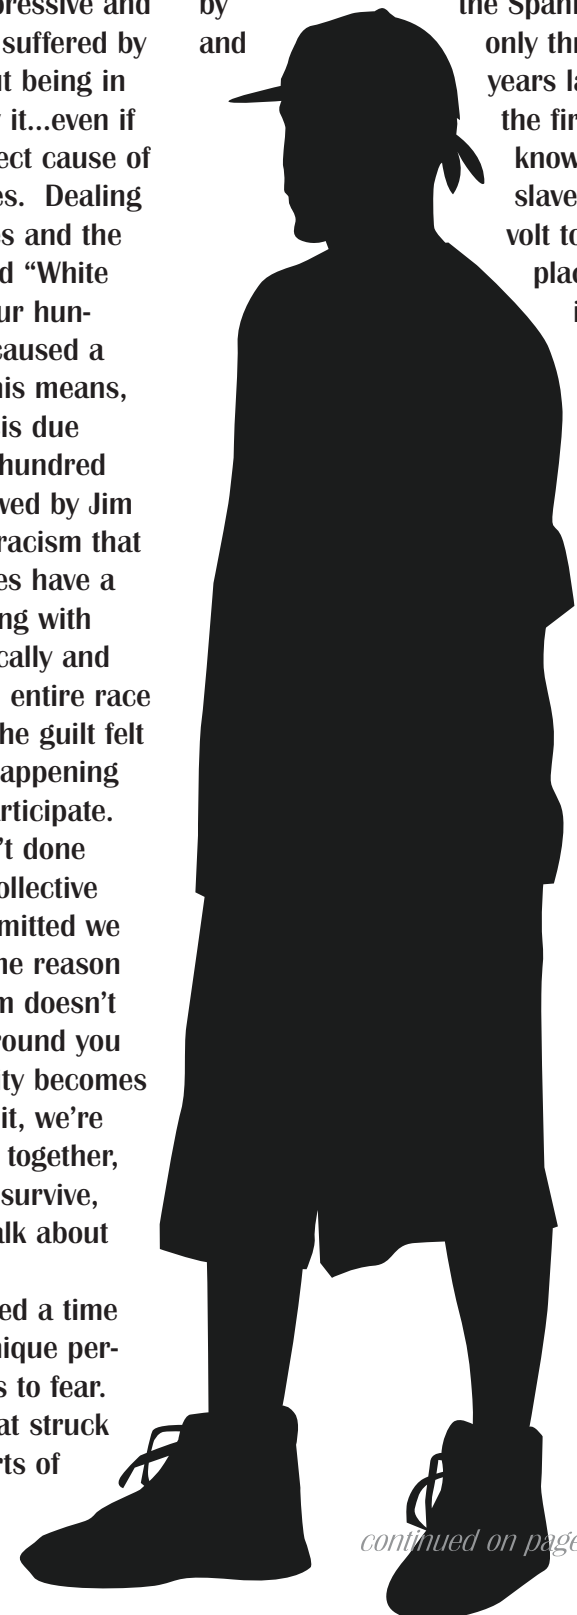 pressive and
suffered by
t being in
it...even if
ect cause of
es. Dealing
s and the
d “White
ur hun-
caused a
his means,
is due
hundred
wed by Jim
racism that
es have a
ng with
cally and
entire race
he guilt felt
appening
rticipate.
’t done
ollective
mitted we
he reason
m doesn’t
round you
ty becomes
it, we’re
together,
survive,
alk about
ed a time
nique per-
s to fear.
at struck
rts of
by
and
the Spani
only thr
years la
the fir
know
slave
volt to
plac
i
continued on page